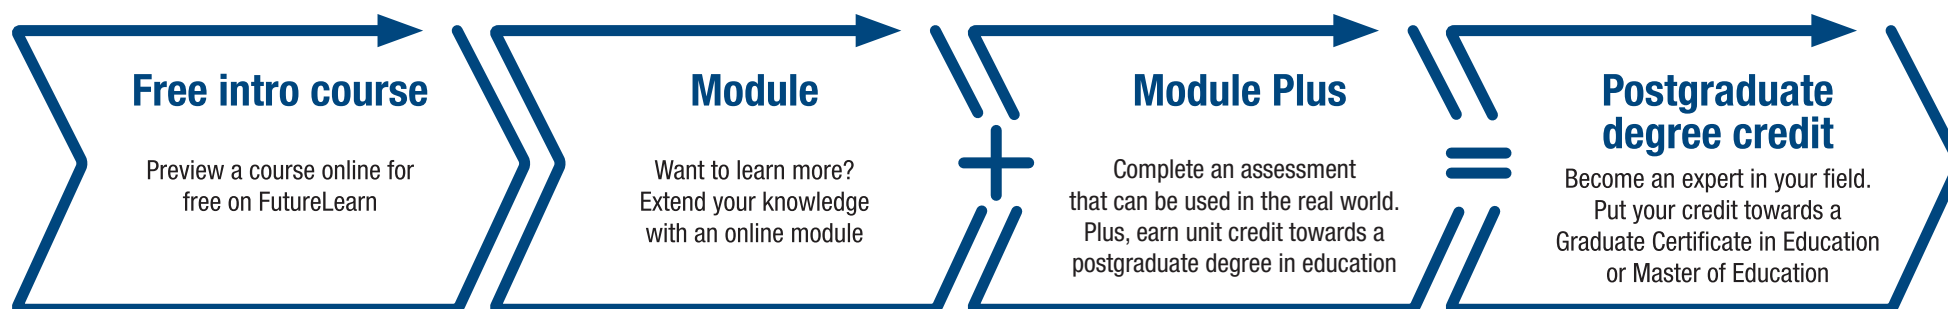 Free intro course
Preview a course online for
free on FutureLearn
Module
Want to learn more?
Extend your knowledge
with an online module
+
Module Plus
Complete an assessment
that can be used in the real world.
Plus, earn unit credit towards a
postgraduate degree in education
=
Postgraduate
degree credit
Become an expert in your field.
Put your credit towards a
Graduate Certificate in Education
or Master of Education